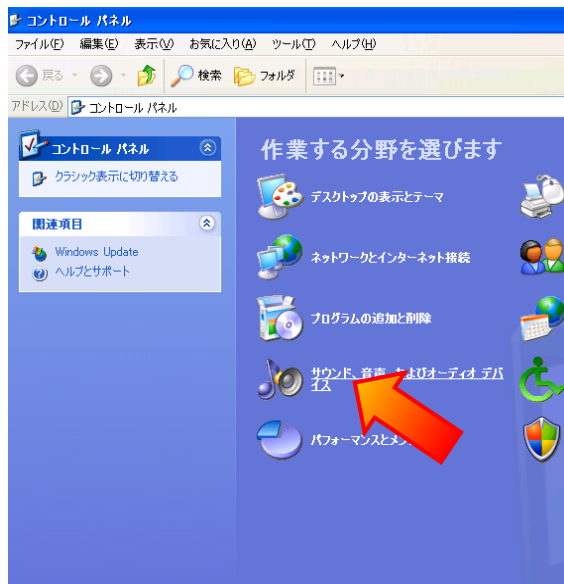 コントロール パネル
ファイル(F) 編集(E) 表示(V) お気に入り(A) ツール(T) ヘルプ(H)
戻る 検索 フォルダ
アドレス(D) コントロール パネル
コントロール パネル
クラシック表示に切り替える
関連項目
Windows Update
ヘルプとサポート
作業する分野を選びます
デスクトップの表示とテーマ
ネットワークとインターネット接続
プログラムの追加と削除
サウンド、音声、およびオーディオ デバ
イス
パフォーマンスとメン